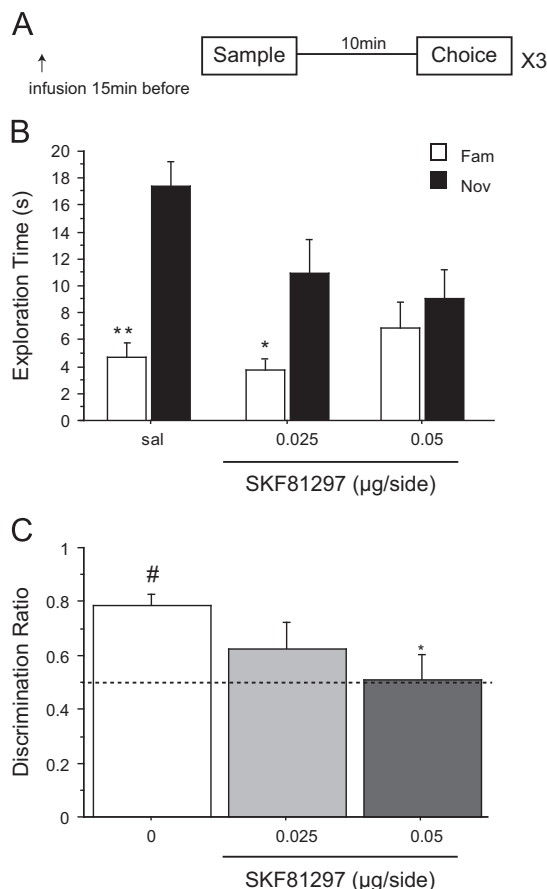 A
Sample
10min
Choice
X3
↑
infusion 15min before
B
Fam
Nov
Exploration Time (s)
20
18
16
14
12
10
8
6
4
2
0
**
*
sal
0.025
0.05
SKF81297 (µg/side)
C
Discrimination Ratio
1
0.8
0.6
0.4
0.2
0
#
*
0
0.025
0.05
SKF81297 (µg/side)